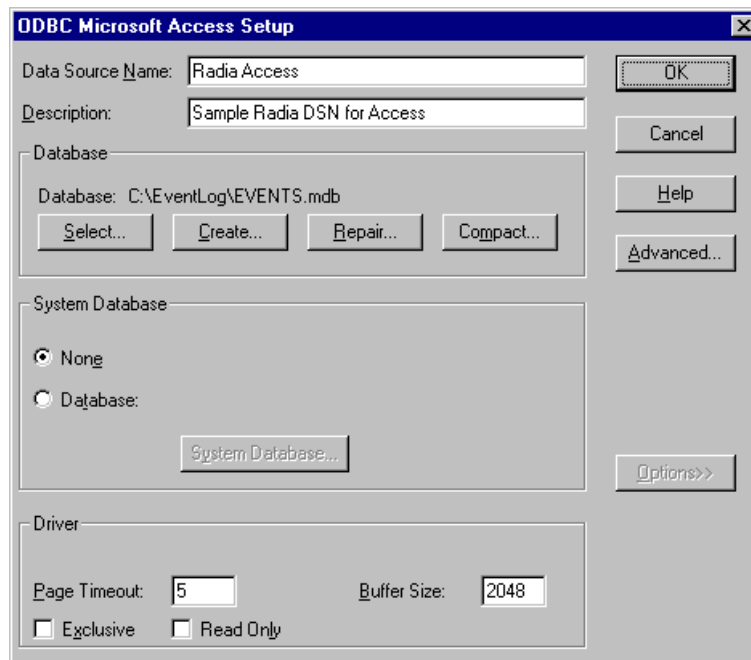 ODBC Microsoft Access Setup
Data Source Name: Radia Access
OK
Description: Sample Radia DSN for Access
Cancel
Database
Database: C:\EventLog\EVENTS.mdb
Help
Select... Create... Repair... Compact...
Advanced...
System Database
None
Database:
System Database...
Options>>
Driver
Page Timeout: 5 Buffer Size: 2048
Exclusive Read Only